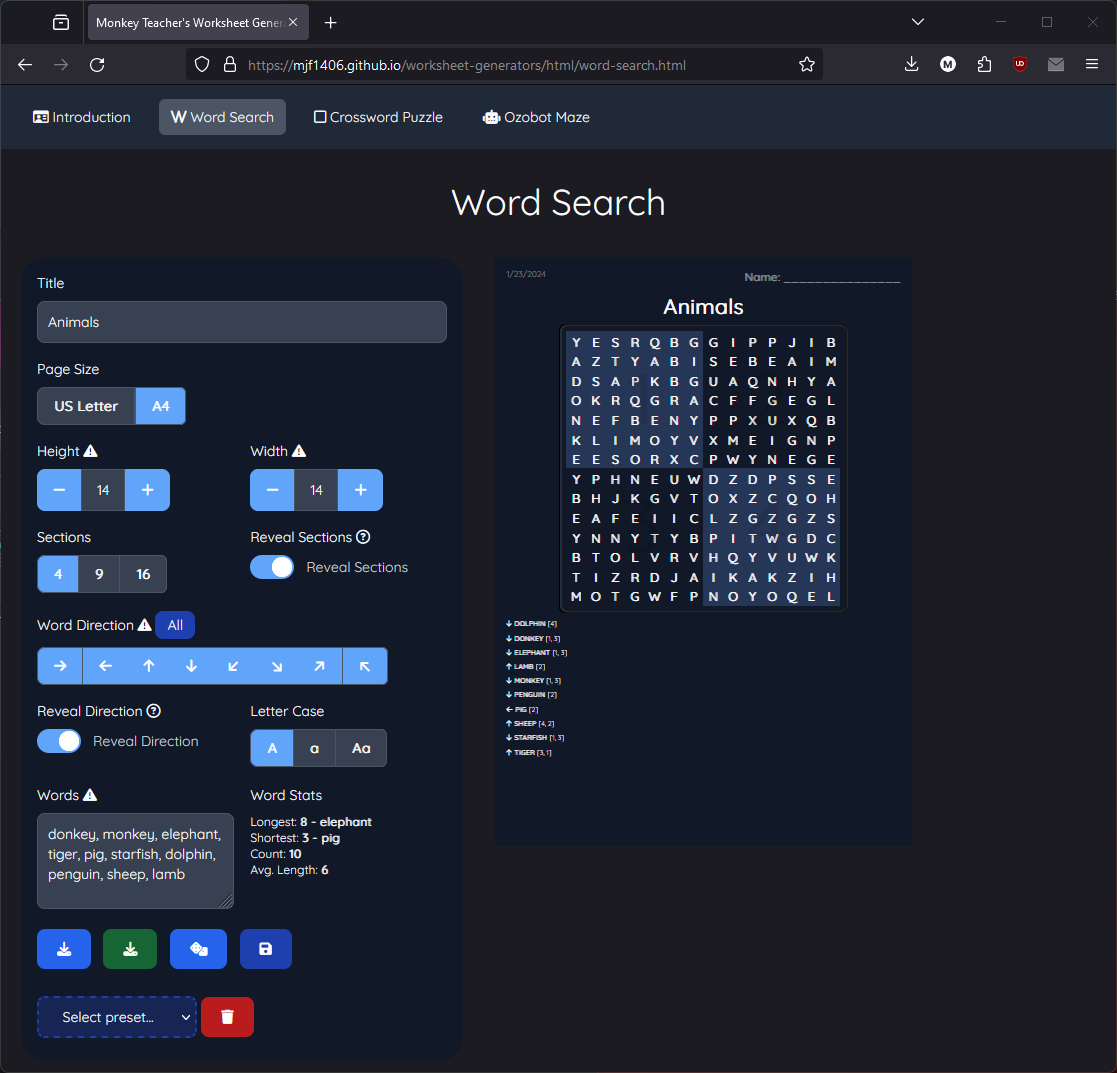 Monkey Teacher's Worksheet Gener
https://mjf1406.github.io/worksheet-generators/html/word-search.html
Introduction
Word Search
Crossword Puzzle
Ozobot Maze
Word Search
Title
Animals
Page Size
US Letter A4
Height Width
− 14 + − 14 +
Sections Reveal Sections
4 9 16 Reveal Sections
Word Direction All
→ ← ↑ ↓ ↙ ↘ ↗ ↖
Reveal Direction Letter Case
Reveal Direction A a Aa
Words Word Stats
donkey, monkey, elephant,
tiger, pig, starfish, dolphin,
penguin, sheep, lamb
Longest: 8 - elephant
Shortest: 3 - pig
Count: 10
Avg. Length: 6
Select preset...
1/23/2024 Name: _______________
Animals
Y E S R Q B G G I P P J I B
A Z T Y A B I S E B E A I M
D S A P K B G U A Q N H Y A
O K R Q G R A C F F G E G L
N E F B E N Y P P X U X Q B
K L I M O Y V X M E I G N P
E E S O R X C P W Y N E G E
Y P H N E U W D Z D P S S E
B H J K G V T O X Z C Q O H
E A F E I I C L Z G Z G Z S
Y N N Y T Y B P I T W G D C
B T O L V R V H Q Y V U W K
T I Z R D J A I K A K Z I H
M O T G W F P N O Y O Q E L
↓ DOLPHIN [4]
↓ DONKEY [1, 3]
↓ ELEPHANT [1, 3]
↑ LAMB [2]
↓ MONKEY [1, 3]
↓ PENGUIN [2]
← PIG [2]
↑ SHEEP [4, 2]
↓ STARFISH [1, 3]
↑ TIGER [3, 1]